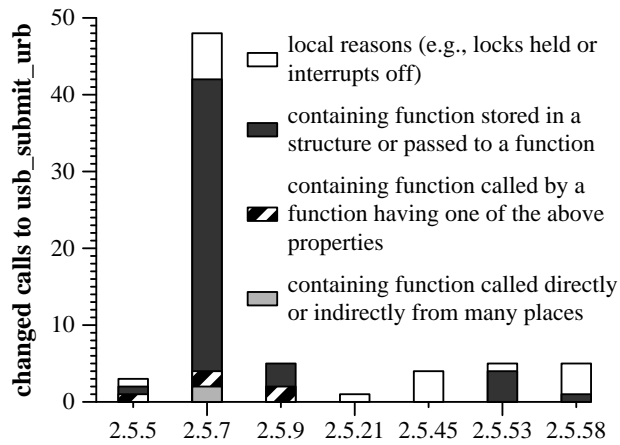 changed calls to usb_submit_urb
50
40
30
20
10
0
local reasons (e.g., locks held or
interrupts off)
containing function stored in a
structure or passed to a function
containing function called by a
function having one of the above
properties
containing function called directly
or indirectly from many places
2.5.5 2.5.7 2.5.9 2.5.21 2.5.45 2.5.53 2.5.58